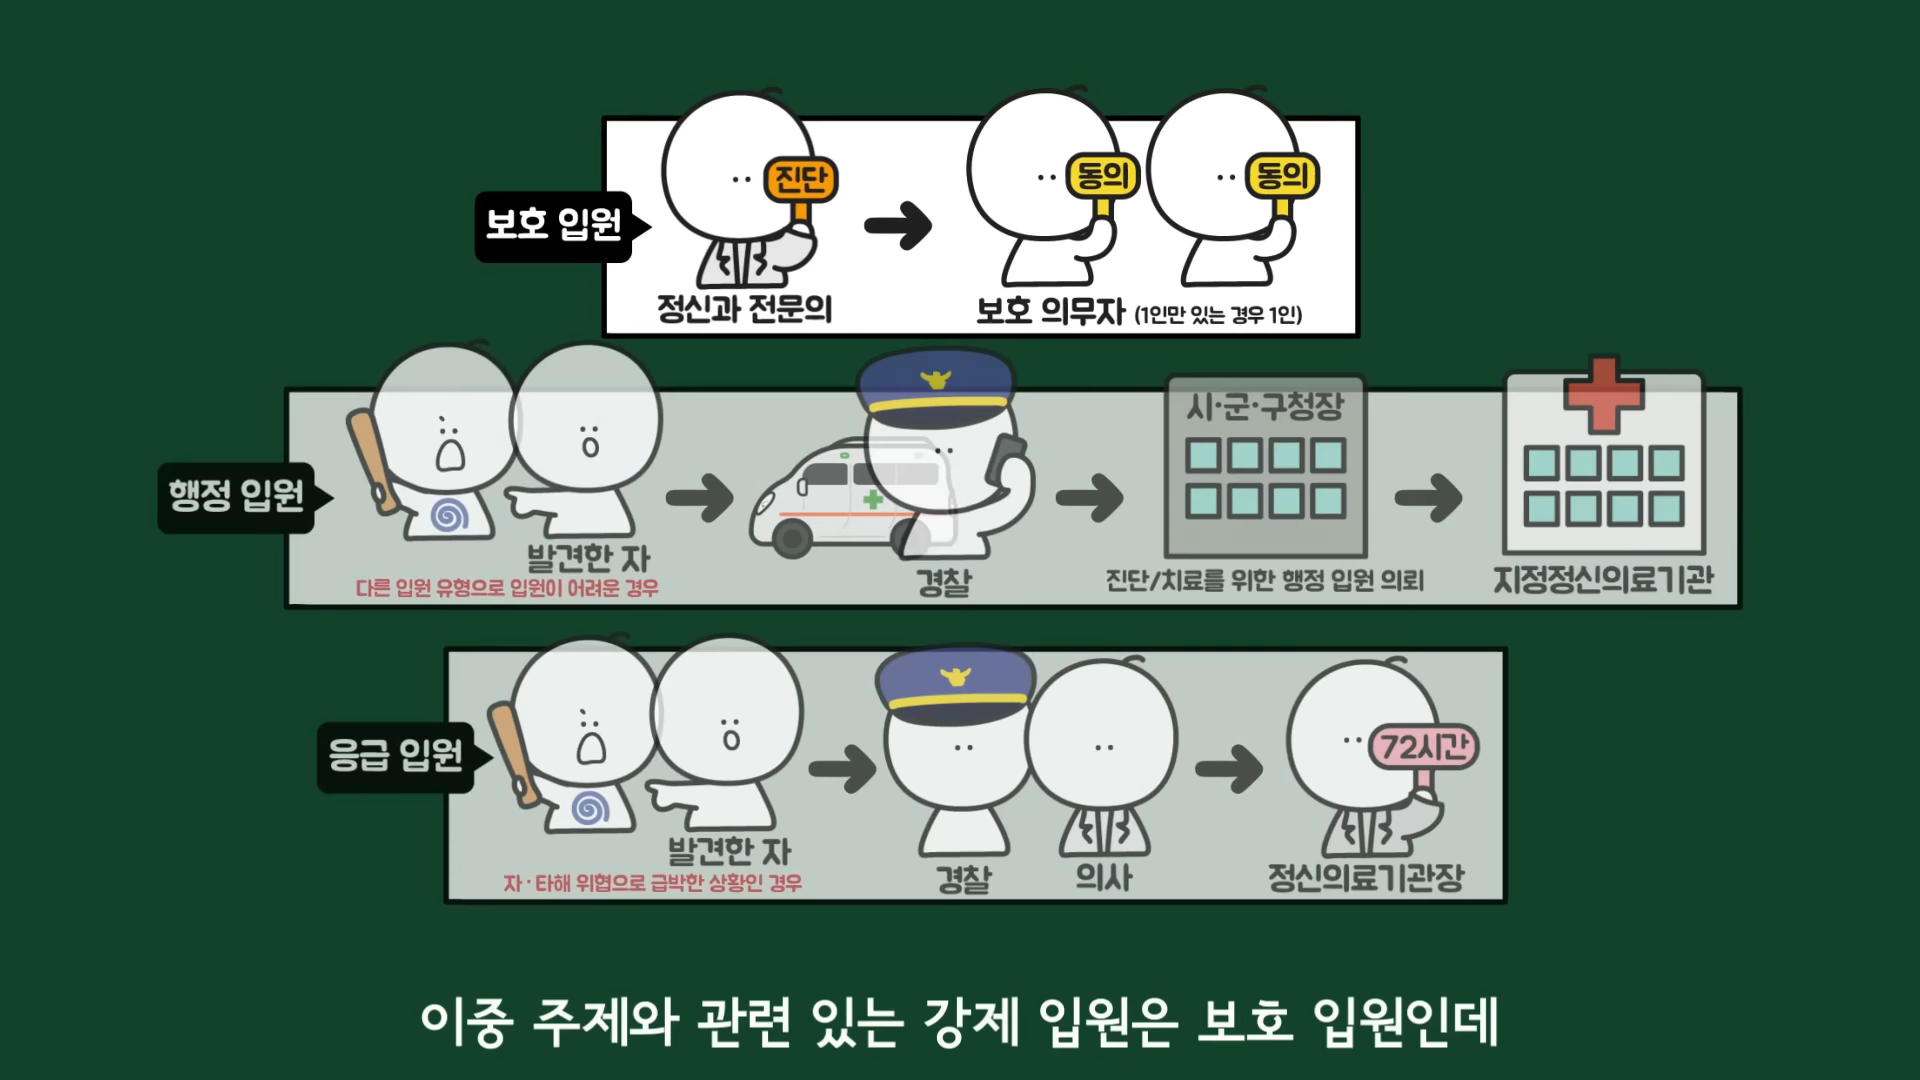 보호 입원
진단
동의
동의
정신과 전문의
보호 의무자 (1인만 있는 경우 1인)
행정 입원
시·군·구청장
발견한 자
다른 입원 유형으로 입원이 어려운 경우
경찰
진단/치료를 위한 행정 입원 의뢰
지정정신의료기관
응급 입원
72시간
발견한 자
자·타해 위협으로 급박한 상황인 경우
경찰
의사
정신의료기관장
이중 주제와 관련 있는 강제 입원은 보호 입원인데